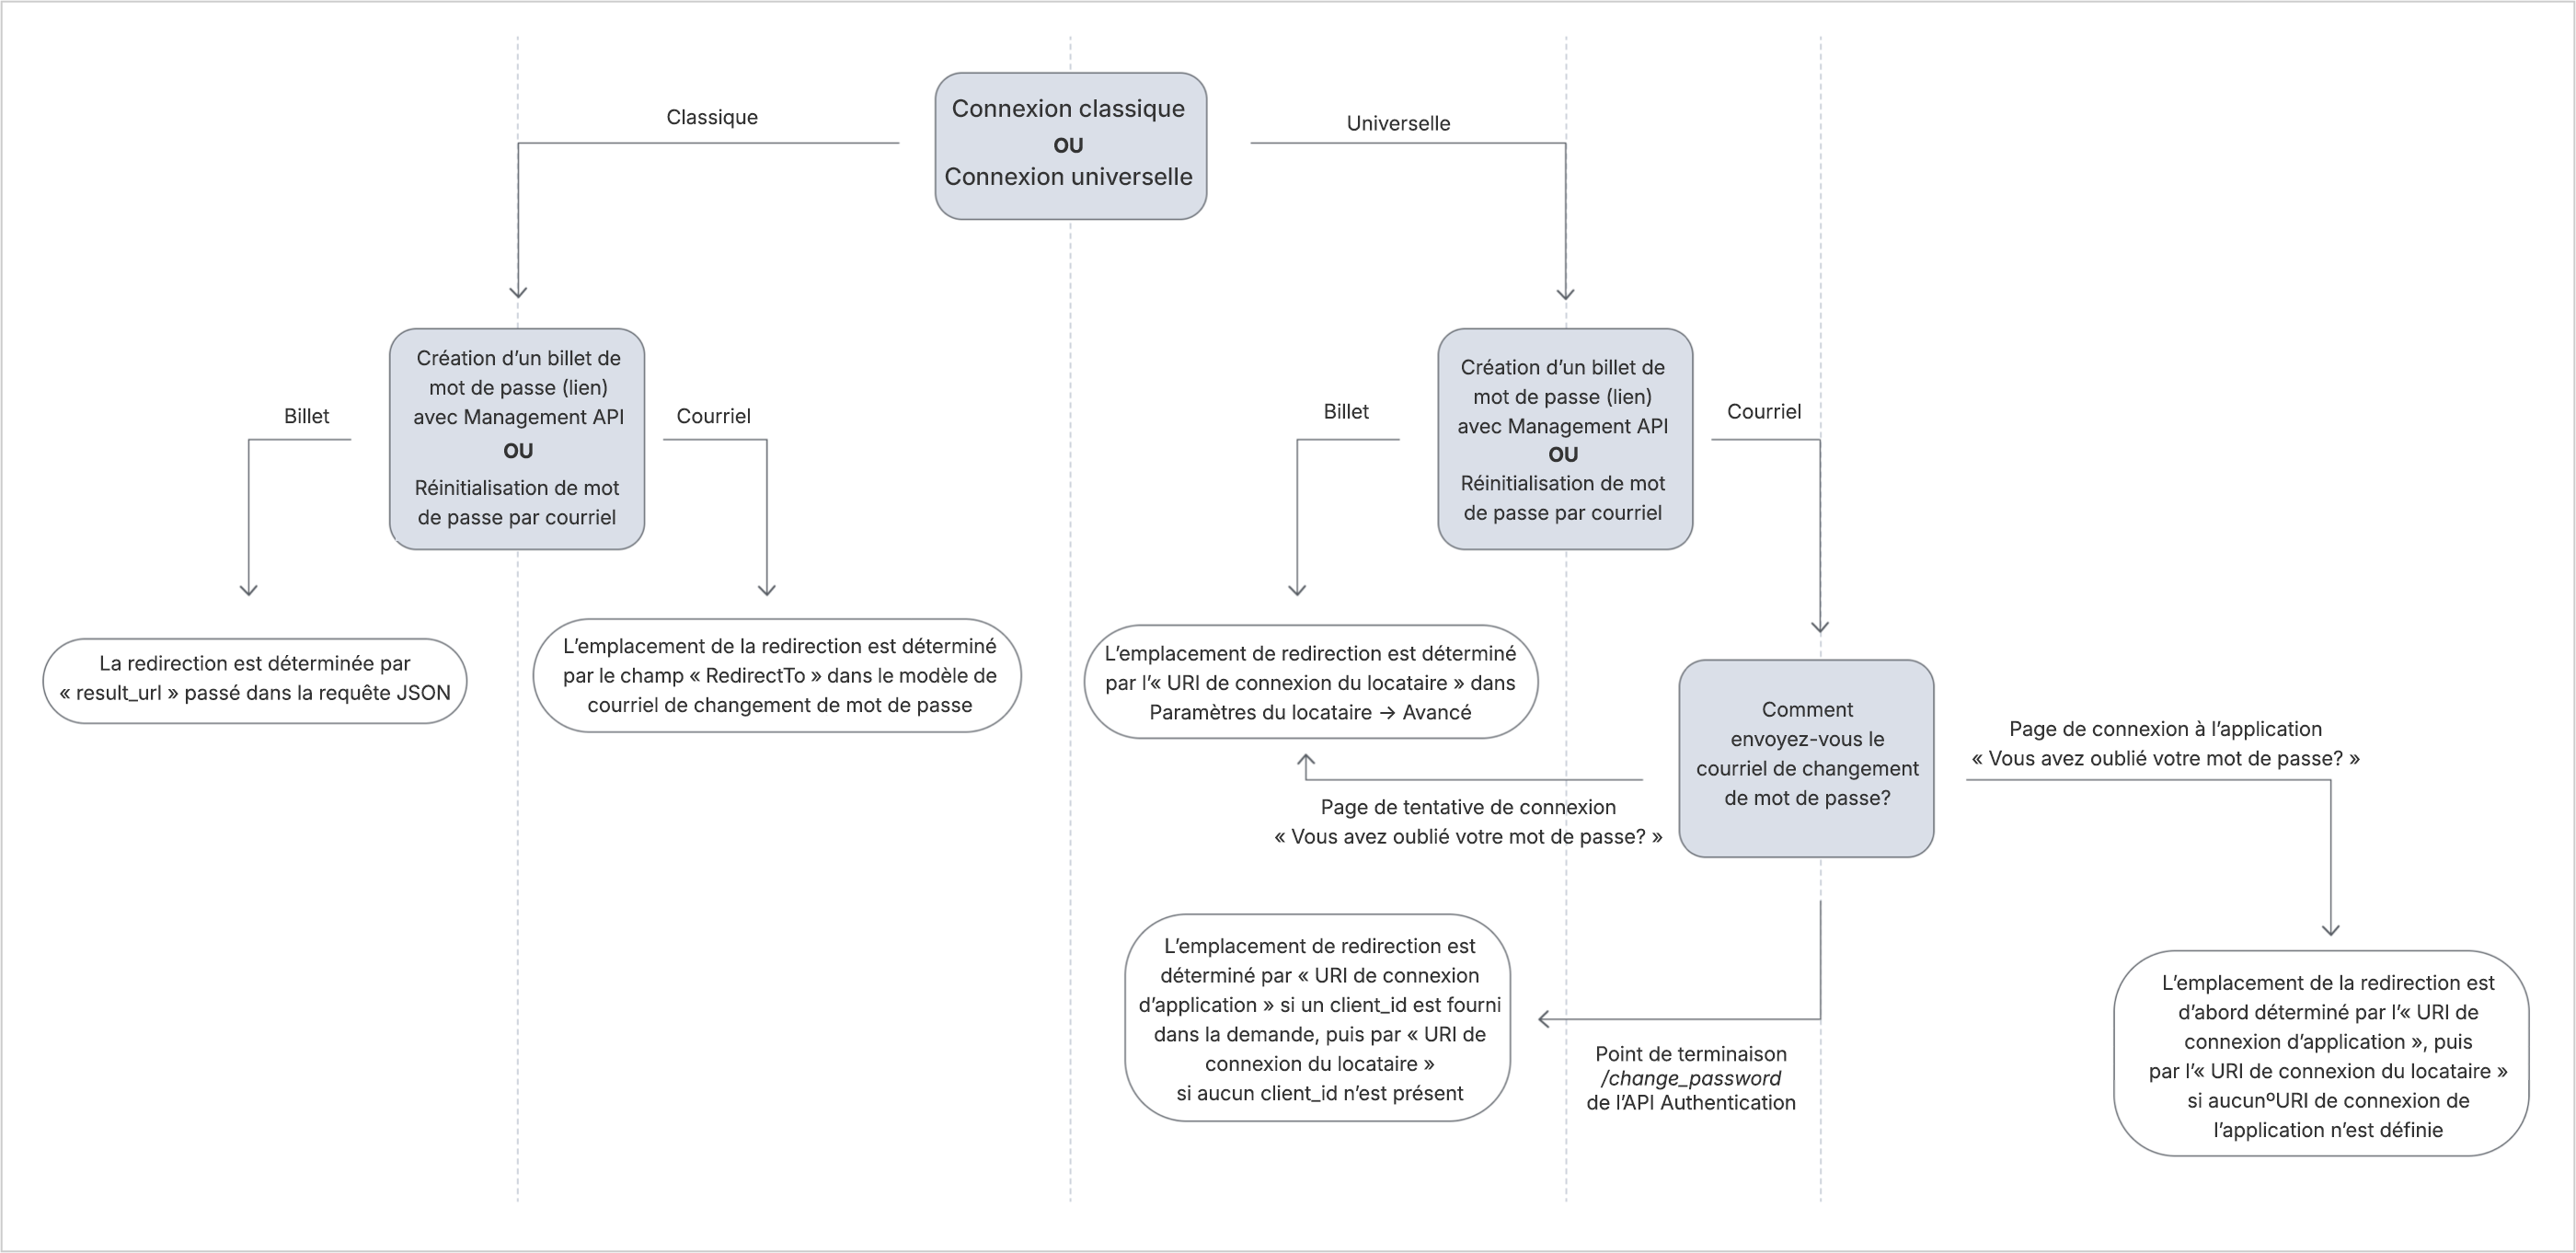 Connexion classique
OU
Connexion universelle
Classique
Universelle
Création d’un billet de
mot de passe (lien)
avec Management API
OU
Réinitialisation de mot
de passe par courriel
Billet
Courriel
La redirection est déterminée par
« result_url » passé dans la requête JSON
L’emplacement de la redirection est déterminé
par le champ « RedirectTo » dans le modèle de
courriel de changement de mot de passe
Création d’un billet de
mot de passe (lien)
avec Management API
OU
Réinitialisation de mot
de passe par courriel
Billet
Courriel
L’emplacement de redirection est déterminé
par l’« URI de connexion du locataire » dans
Paramètres du locataire → Avancé
Comment
envoyez-vous le
courriel de changement
de mot de passe?
Page de tentative de connexion
« Vous avez oublié votre mot de passe? »
Page de connexion à l’application
« Vous avez oublié votre mot de passe? »
L’emplacement de redirection est
déterminé par « URI de connexion
d’application » si un client_id est fourni
dans la demande, puis par « URI de
connexion du locataire »
si aucun client_id n’est présent
Point de terminaison
/change_password
de l’API Authentication
L’emplacement de la redirection est
d’abord déterminé par l’« URI de
connexion d’application », puis
par l’« URI de connexion du locataire »
si aucunºURI de connexion de
l’application n’est définie